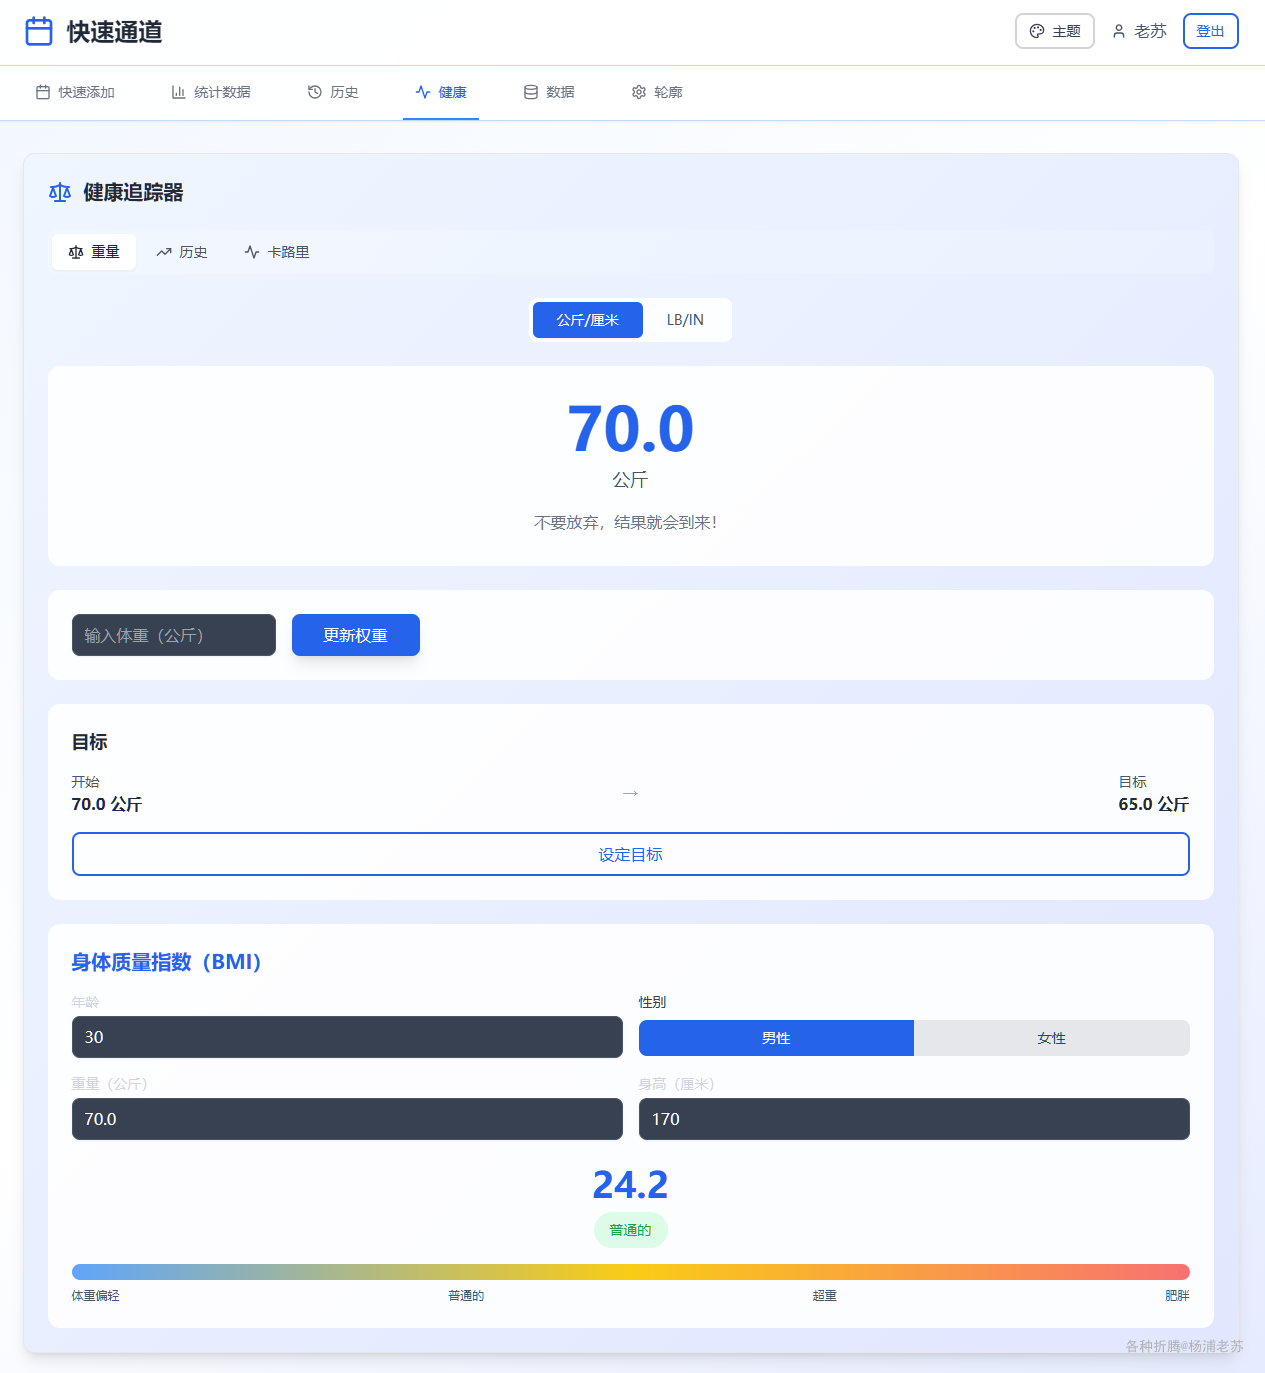 快速通道
主题
老苏
登出
快速添加
统计数据
历史
健康
数据
轮廓
健康追踪器
重量
历史
卡路里
公斤/厘米
LB/IN
70.0
公斤
不要放弃，结果就会到来！
输入体重（公斤）
更新权重
目标
开始
70.0 公斤
→
目标
65.0 公斤
设定目标
身体质量指数（BMI）
年龄
30
性别
男性
女性
重量（公斤）
70.0
身高（厘米）
170
24.2
普通的
体重偏轻
普通的
超重
肥胖
各种折腾@杨浦老苏